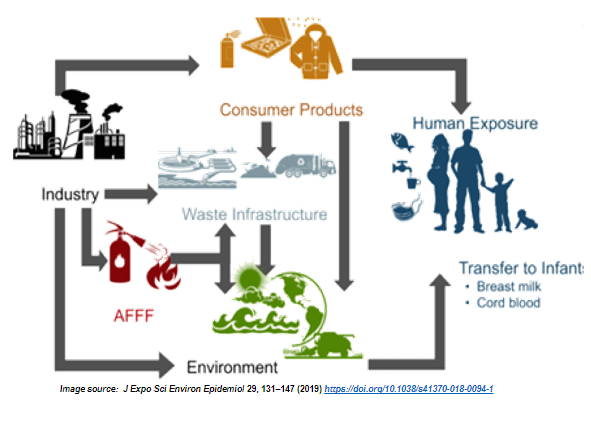 Consumer Products
Human Exposure
Industry
Waste Infrastructure
AFFF
Transfer to Infants
• Breast milk
• Cord blood
Environment
Image source: J Expo Sci Environ Epidemiol 29, 131–147 (2019) https://doi.org/10.1038/s41370-018-0094-1